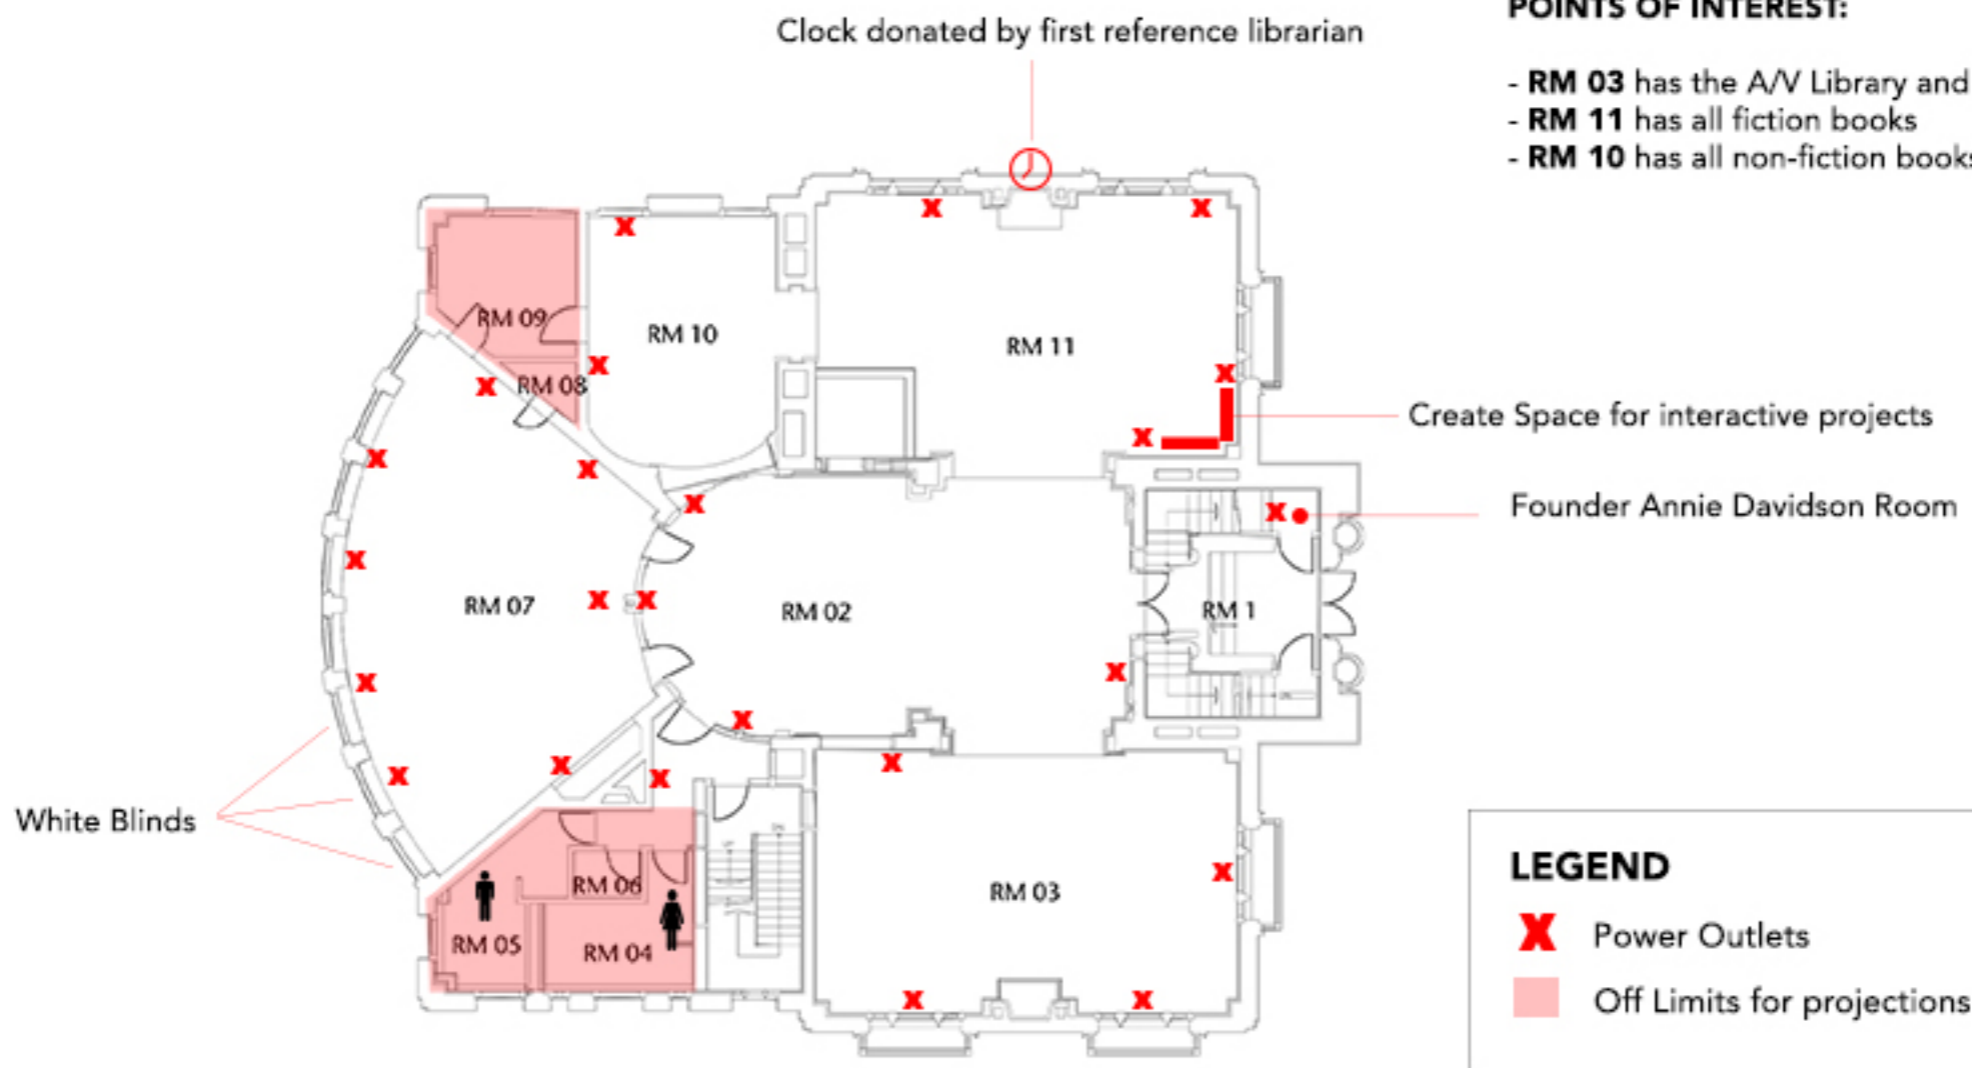 Clock donated by first reference librarian
POINTS OF INTEREST:
- RM 03 has the A/V Library and
- RM 11 has all fiction books
- RM 10 has all non-fiction books
RM 09
RM 10
RM 11
RM 08
Create Space for interactive projects
Founder Annie Davidson Room
RM 07
RM 02
RM 1
White Blinds
RM 06
RM 03
RM 05
RM 04
LEGEND
Power Outlets
Off Limits for projections